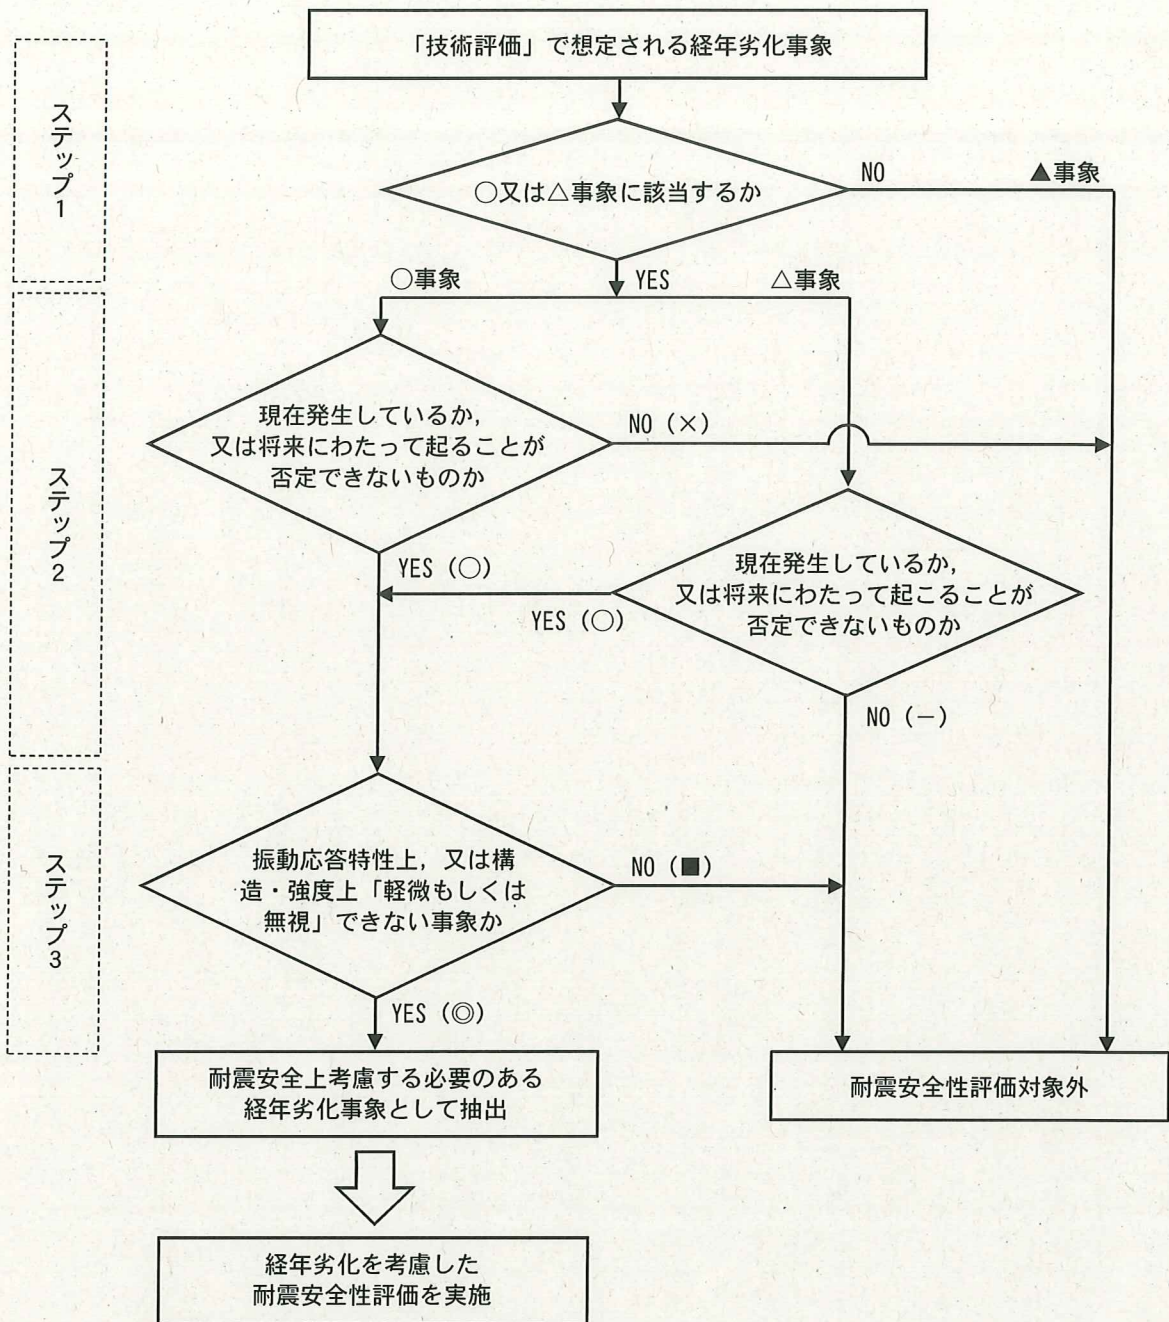 「技術評価」で想定される経年劣化事象
ステップ1
○又は△事象に該当するか
NO
▲事象
○事象
YES
△事象
ステップ2
現在発生しているか,
又は将来にわたって起ることが
否定できないものか
NO (×)
現在発生しているか,
又は将来にわたって起こることが
否定できないものか
YES (○)
YES (○)
NO (−)
ステップ3
振動応答特性上, 又は構
造・強度上「軽微もしくは
無視」できない事象か
NO (■)
YES (◎)
耐震安全上考慮する必要のある
経年劣化事象として抽出
耐震安全性評価対象外
経年劣化を考慮した
耐震安全性評価を実施